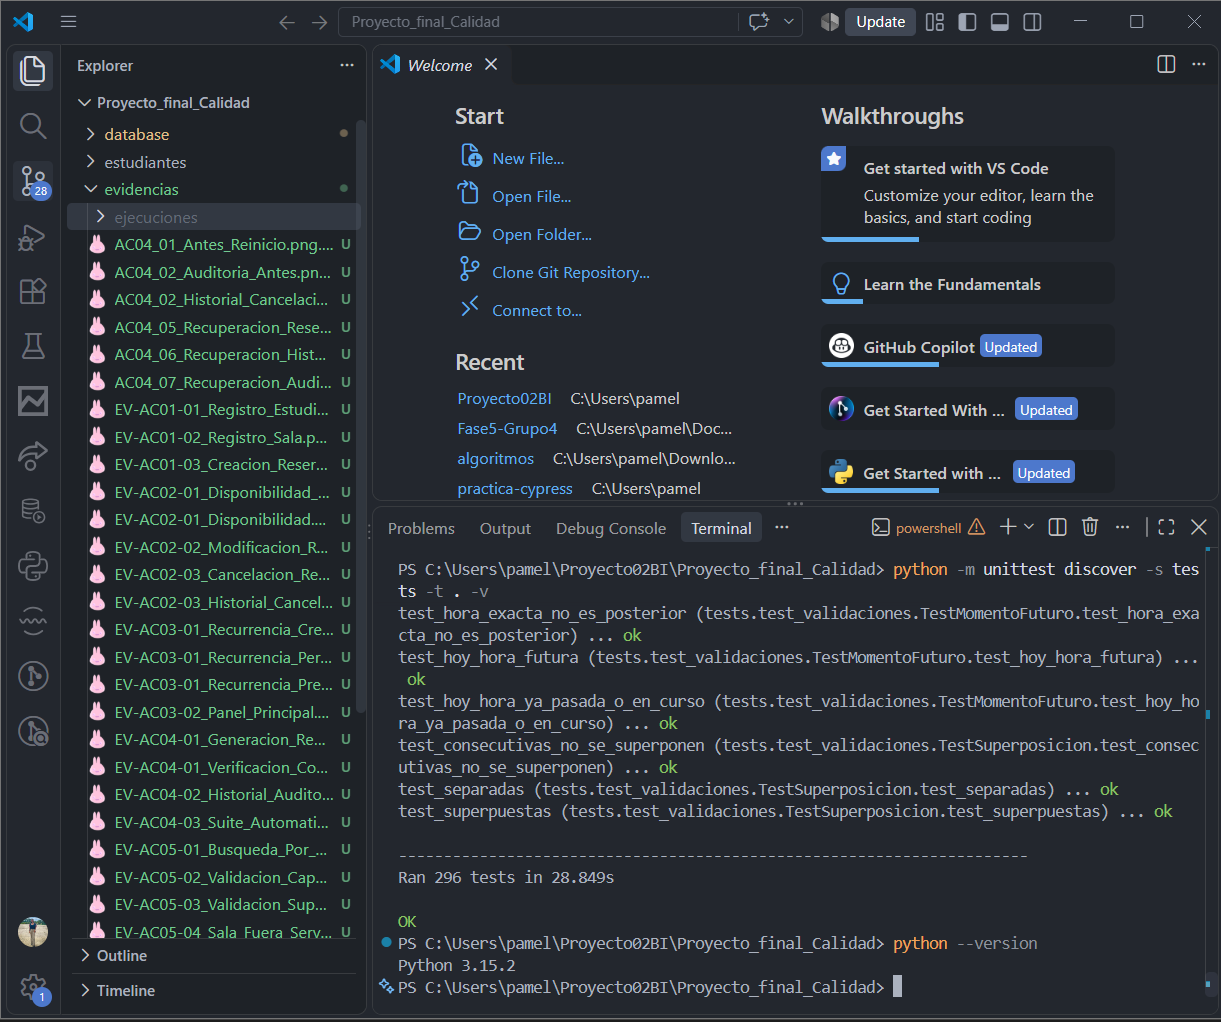 Proyecto_final_Calidad
Update
Explorer
Proyecto_final_Calidad
database
estudiantes
evidencias
ejecuciones
AC04_01_Antes_Reinicio.png.... U
AC04_02_Auditoria_Antes.pn... U
AC04_02_Historial_Cancelaci... U
AC04_05_Recuperacion_Rese... U
AC04_06_Recuperacion_Hist... U
AC04_07_Recuperacion_Audi... U
EV-AC01-01_Registro_Estudi... U
EV-AC01-02_Registro_Sala.p... U
EV-AC01-03_Creacion_Reser... U
EV-AC02-01_Disponibilidad_... U
EV-AC02-01_Disponibilidad.... U
EV-AC02-02_Modificacion_R... U
EV-AC02-03_Cancelacion_Re... U
EV-AC02-03_Historial_Cancel... U
EV-AC03-01_Recurrencia_Cre... U
EV-AC03-01_Recurrencia_Per... U
EV-AC03-01_Recurrencia_Pre... U
EV-AC03-02_Panel_Principal.... U
EV-AC04-01_Generacion_Re... U
EV-AC04-01_Verificacion_Co... U
EV-AC04-02_Historial_Audito... U
EV-AC04-03_Suite_Automati... U
EV-AC05-01_Busqueda_Por_... U
EV-AC05-02_Validacion_Cap... U
EV-AC05-03_Validacion_Sup... U
EV-AC05-04_Sala_Fuera_Serv... U
Outline
Timeline
28
1
Welcome
Start
New File...
Open File...
Open Folder...
Clone Git Repository...
Connect to...
Recent
Proyecto02BI C:\Users\pamel
Fase5-Grupo4 C:\Users\pamel\Doc...
algoritmos C:\Users\pamel\Downlo...
practica-cypress C:\Users\pamel
Walkthroughs
Get started with VS Code
Customize your editor, learn the
basics, and start coding
Learn the Fundamentals
GitHub Copilot Updated
Get Started With ... Updated
Get Started with ... Updated
Problems Output Debug Console Terminal ... powershell
PS C:\Users\pamel\Proyecto02BI\Proyecto_final_Calidad> python -m unittest discover -s tes
ts -t . -v
test_hora_exacta_no_es_posterior (tests.test_validaciones.TestMomentoFuturo.test_hora_exa
cta_no_es_posterior) ... ok
test_hoy_hora_futura (tests.test_validaciones.TestMomentoFuturo.test_hoy_hora_futura) ...
ok
test_hoy_hora_ya_pasada_o_en_curso (tests.test_validaciones.TestMomentoFuturo.test_hoy_ho
ra_ya_pasada_o_en_curso) ... ok
test_consecutivas_no_se_superponen (tests.test_validaciones.TestSuperposicion.test_consec
utivas_no_se_superponen) ... ok
test_separadas (tests.test_validaciones.TestSuperposicion.test_separadas) ... ok
test_superpuestas (tests.test_validaciones.TestSuperposicion.test_superpuestas) ... ok
----------------------------------------------------------------------
Ran 296 tests in 28.849s
OK
PS C:\Users\pamel\Proyecto02BI\Proyecto_final_Calidad> python --version
Python 3.15.2
PS C:\Users\pamel\Proyecto02BI\Proyecto_final_Calidad>